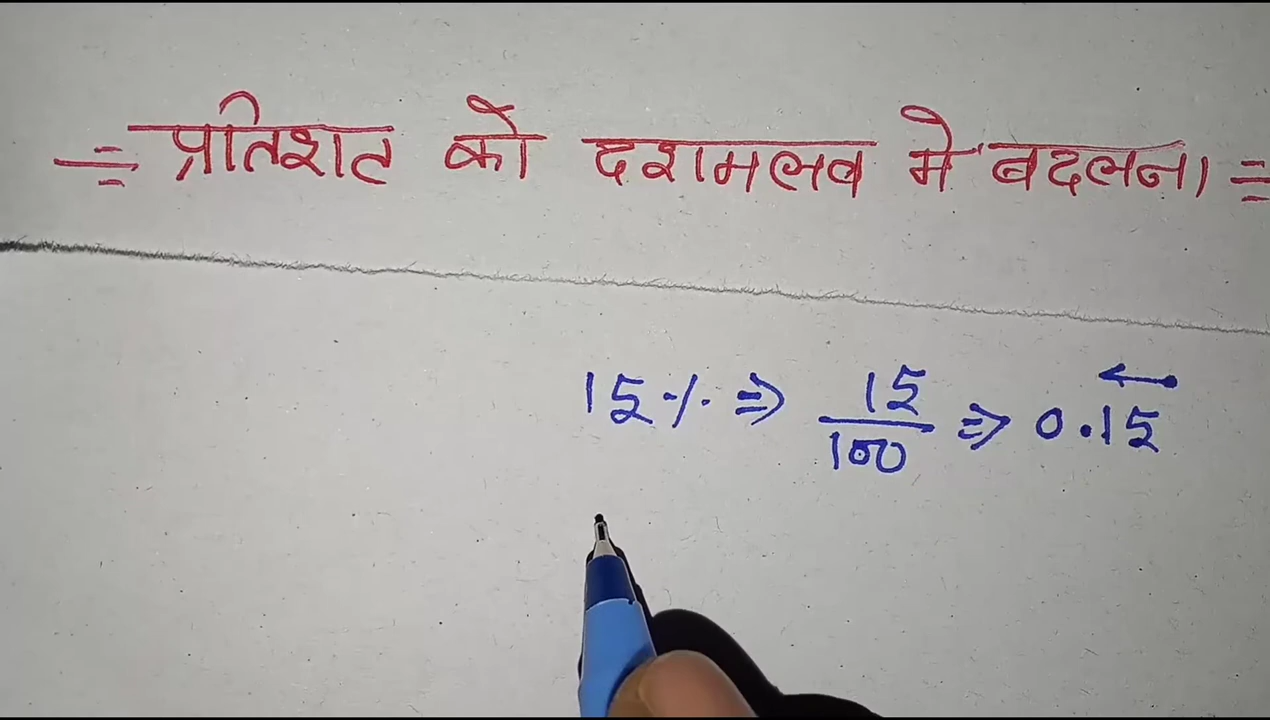 = प्रतिशत को दशमलव मे बदलना =
15% ⇒ 15/100 ⇒ 0.15